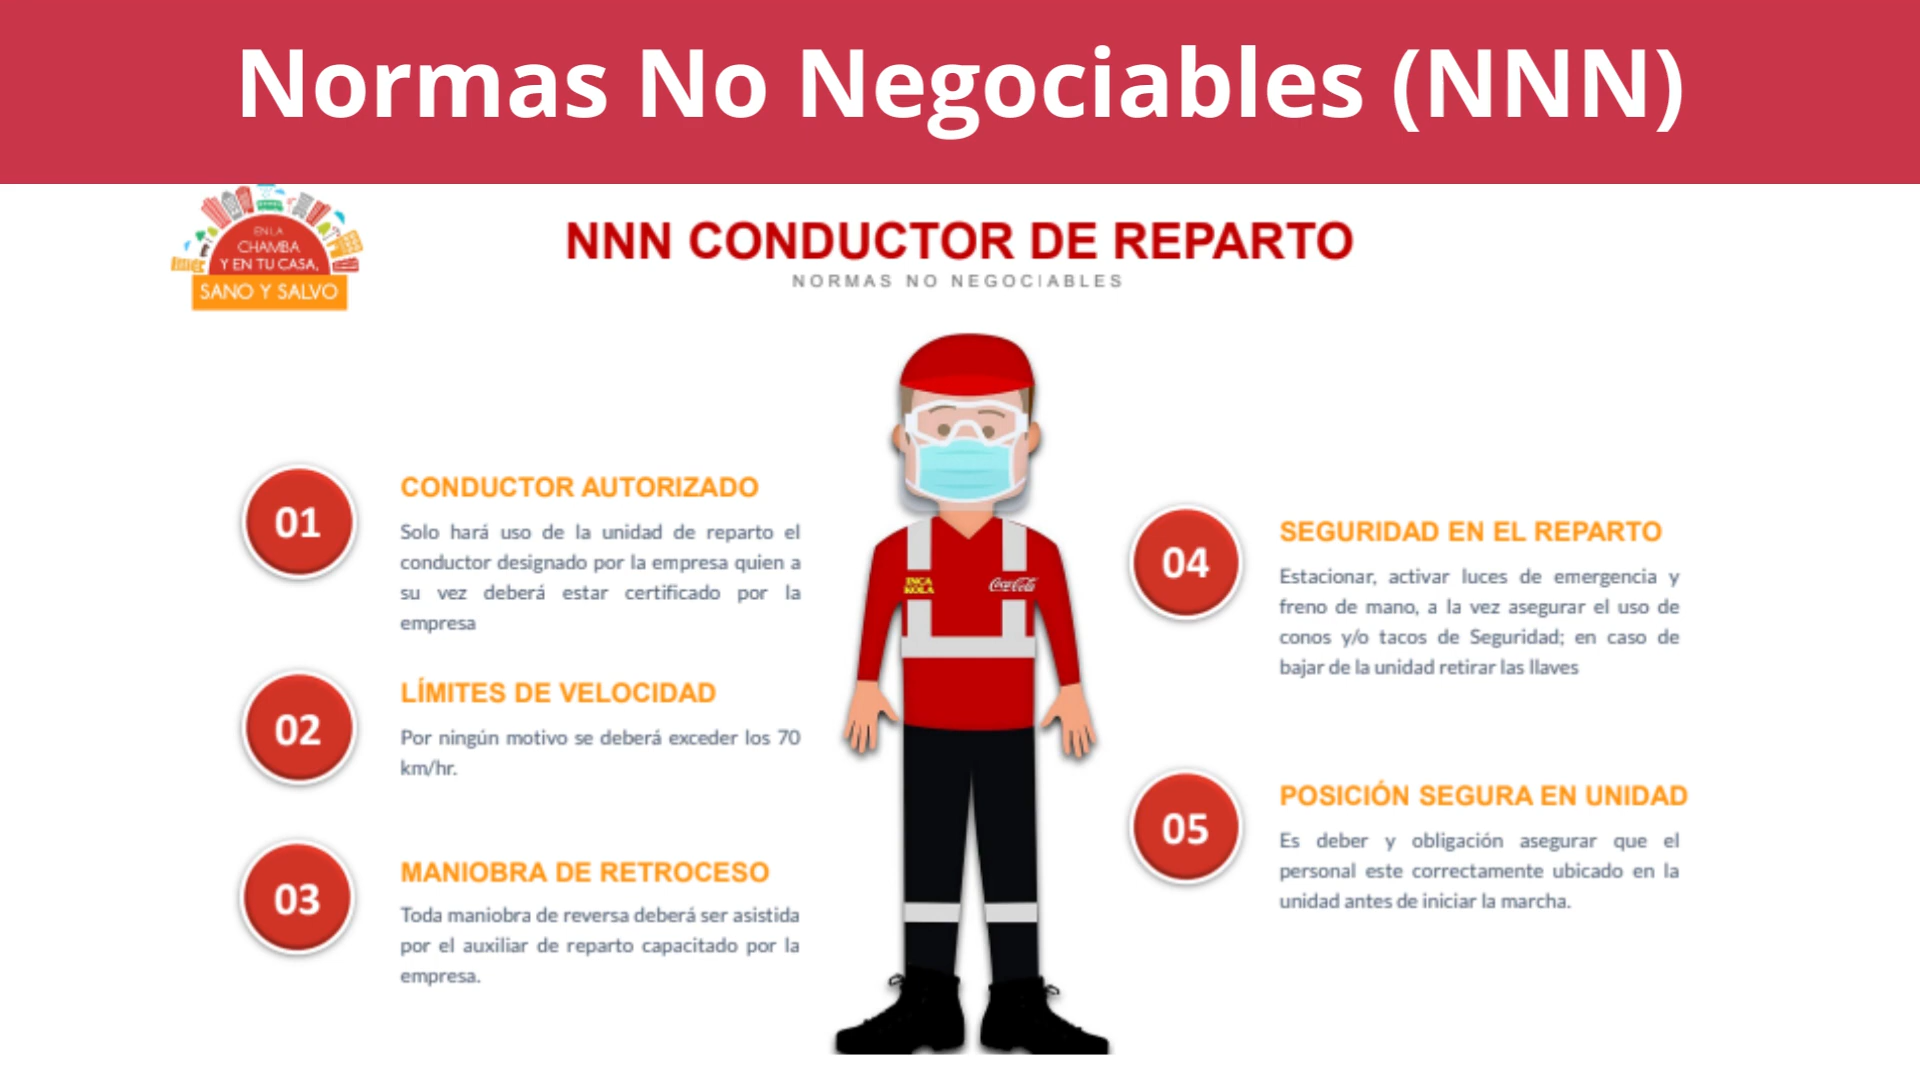 Normas No Negociables (NNN)
EN LA
CHAMBA
Y EN TU CASA,
SANO Y SALVO
NNN CONDUCTOR DE REPARTO
NORMAS NO NEGOCIABLES
01
CONDUCTOR AUTORIZADO
Solo hará uso de la unidad de reparto el
conductor designado por la empresa quien a
su vez deberá estar certificado por la
empresa
02
LÍMITES DE VELOCIDAD
Por ningún motivo se deberá exceder los 70
km/hr.
03
MANIOBRA DE RETROCESO
Toda maniobra de reversa deberá ser asistida
por el auxiliar de reparto capacitado por la
empresa.
INCA
KOLA
Coca-Cola
04
SEGURIDAD EN EL REPARTO
Estacionar, activar luces de emergencia y
freno de mano, a la vez asegurar el uso de
conos y/o tacos de Seguridad; en caso de
bajar de la unidad retirar las llaves
05
POSICIÓN SEGURA EN UNIDAD
Es deber y obligación asegurar que el
personal este correctamente ubicado en la
unidad antes de iniciar la marcha.